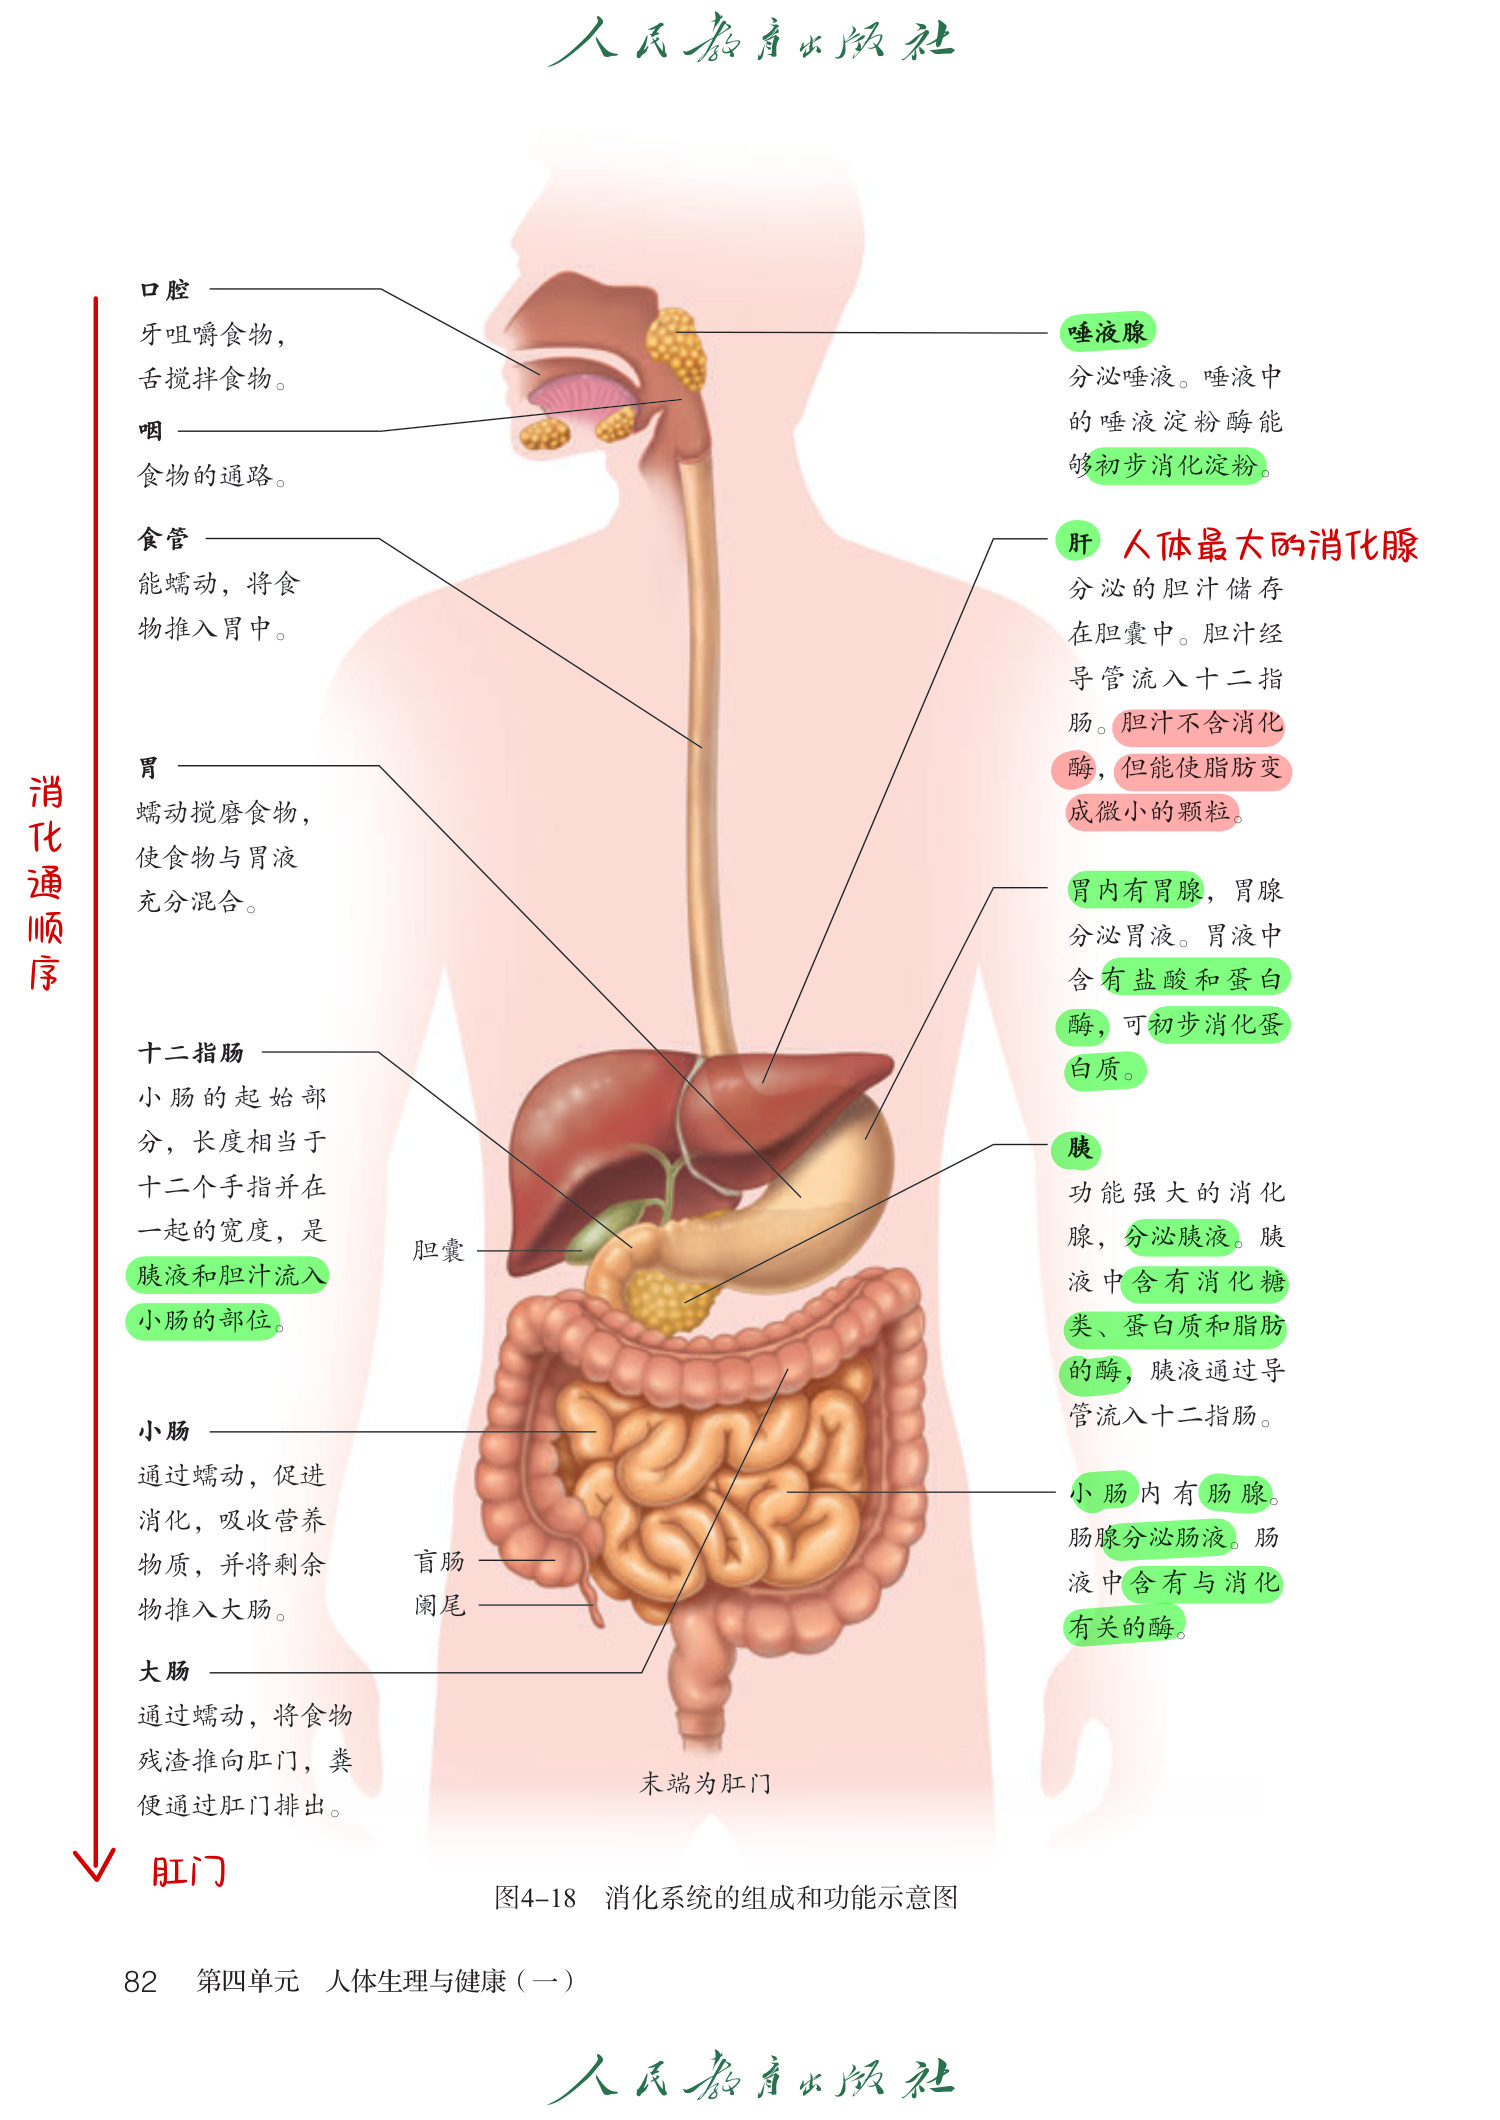 人民教育出版社
口腔
牙咀嚼食物，
舌搅拌食物。
咽
食物的通路。
食管
能蠕动，将食
物推入胃中。
胃
蠕动搅磨食物，
使食物与胃液
充分混合。
十二指肠
小肠的起始部
分，长度相当于
十二个手指并在
一起的宽度，是
胰液和胆汁流入
小肠的部位。
小肠
通过蠕动，促进
消化，吸收营养
物质，并将剩余
物推入大肠。
大肠
通过蠕动，将食物
残渣推向肛门，粪
便通过肛门排出。
消化通顺序
肛门
胆囊
盲肠
阑尾
末端为肛门
唾液腺
分泌唾液。唾液中
的唾液淀粉酶能
够初步消化淀粉。
肝 人体最大的消化腺
分泌的胆汁储存
在胆囊中。胆汁经
导管流入十二指
肠。胆汁不含消化
酶，但能使脂肪变
成微小的颗粒。
胃内有胃腺，胃腺
分泌胃液。胃液中
含有盐酸和蛋白
酶，可初步消化蛋
白质。
胰
功能强大的消化
腺，分泌胰液。胰
液中含有消化糖
类、蛋白质和脂肪
的酶，胰液通过导
管流入十二指肠。
小肠内有肠腺。
肠腺分泌肠液。肠
液中含有与消化
有关的酶。
图4-18 消化系统的组成和功能示意图
82 第四单元 人体生理与健康（一）
人民教育出版社